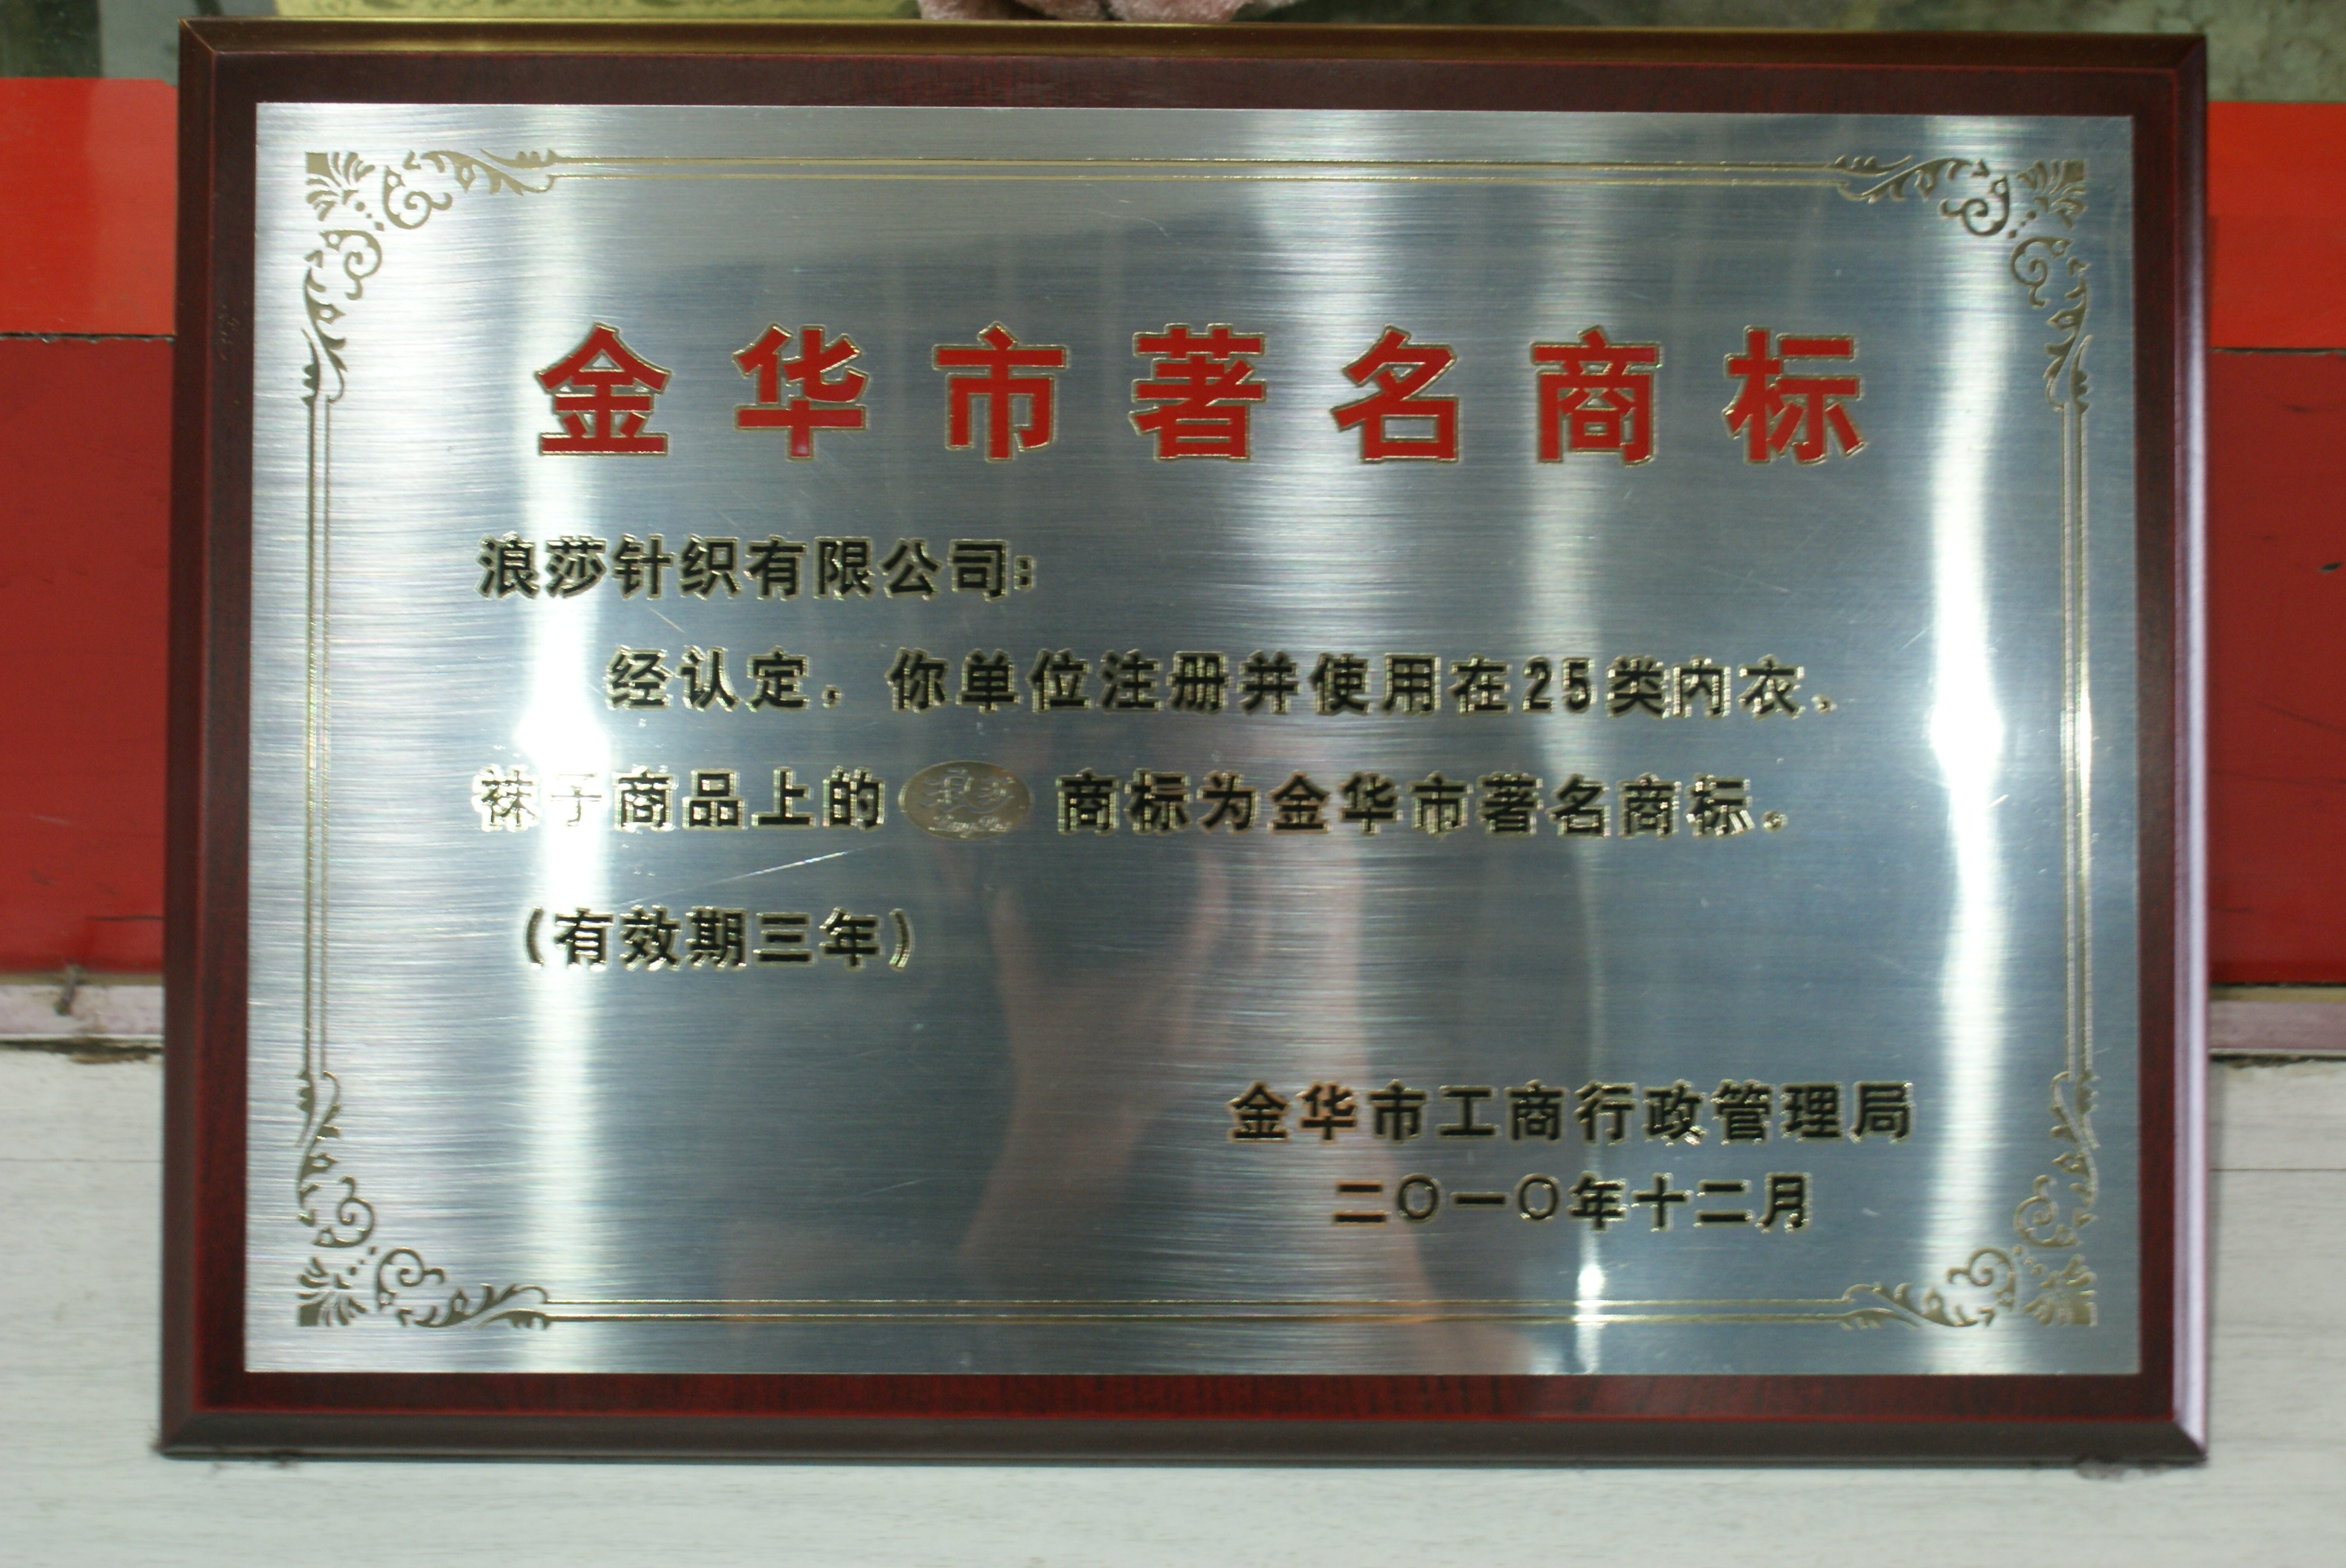 金华市著名商标
浪莎针织有限公司：
经认定，你单位注册并使用在25类内衣、
袜子商品上的 商标为金华市著名商标。
（有效期三年）
金华市工商行政管理局
二〇一〇年十二月